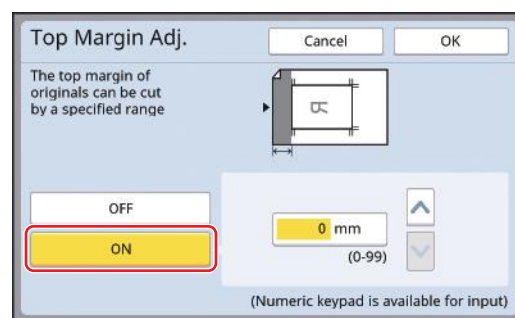 Top Margin Adj.
Cancel
OK
The top margin of
originals can be cut
by a specified range
R
OFF
ON
0 mm
(0-99)
(Numeric keypad is available for input)